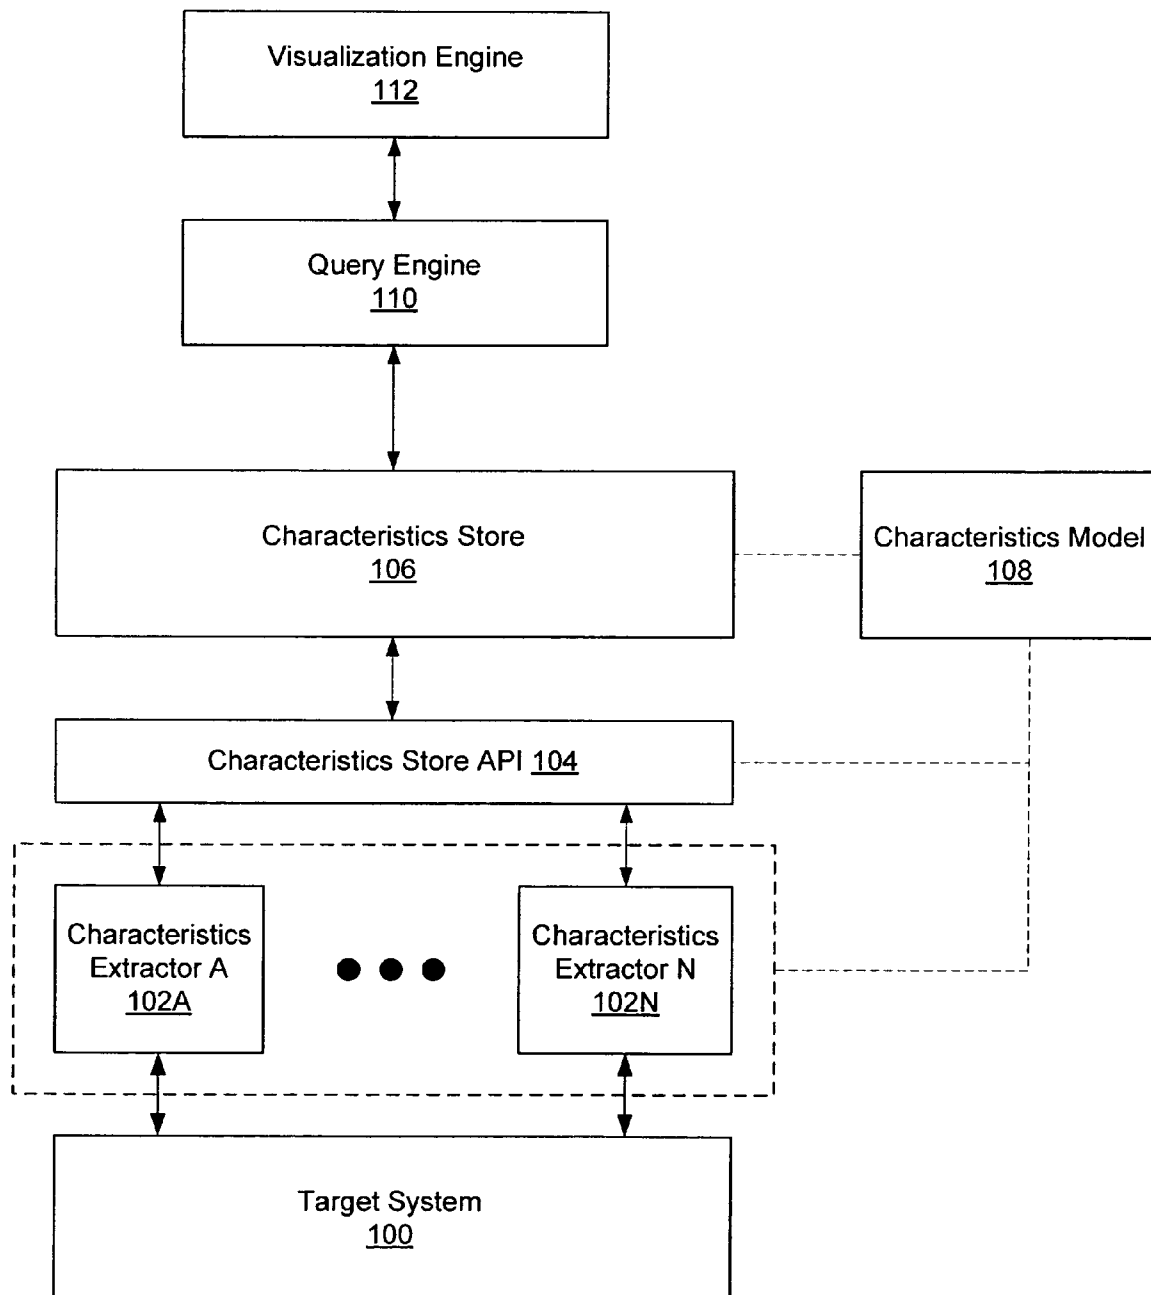 Visualization Engine
112
Query Engine
110
Characteristics Store
106
Characteristics Model
108
Characteristics Store API 104
Characteristics
Extractor A
102A
Characteristics
Extractor N
102N
Target System
100